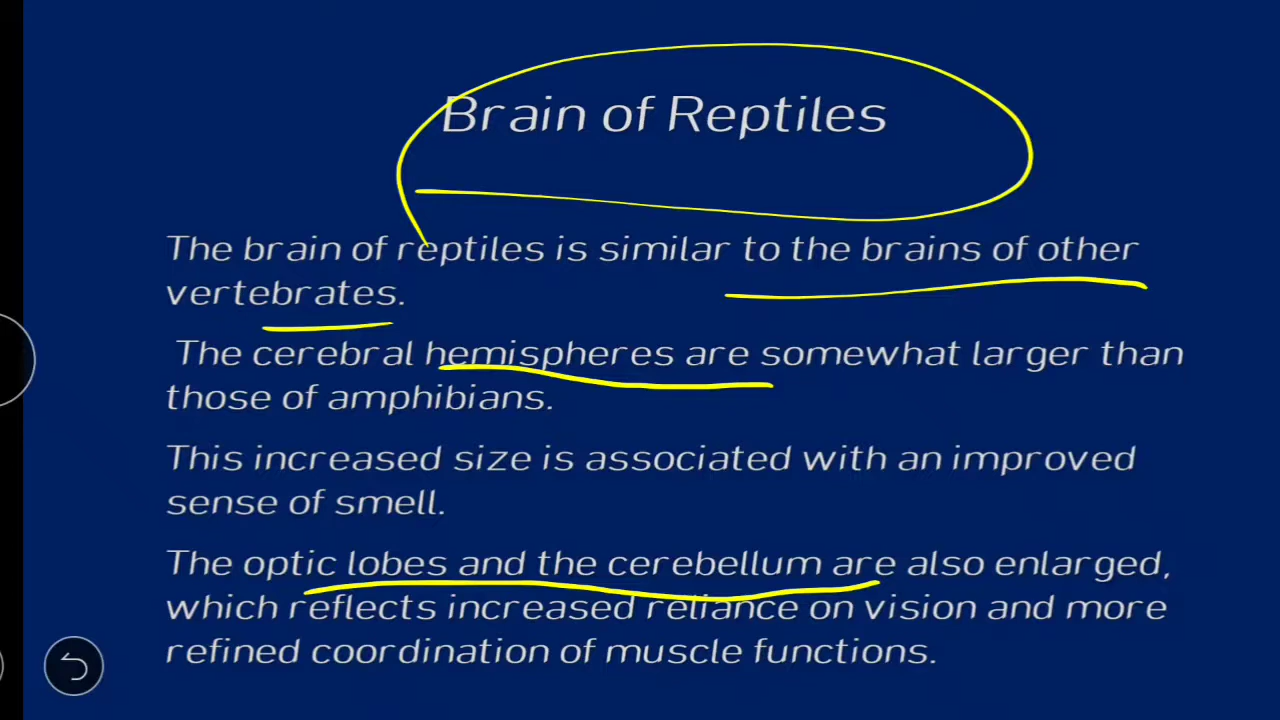 Brain of Reptiles
The brain of reptiles is similar to the brains of other
vertebrates.
The cerebral hemispheres are somewhat larger than
those of amphibians.
This increased size is associated with an improved
sense of smell.
The optic lobes and the cerebellum are also enlarged,
which reflects increased reliance on vision and more
refined coordination of muscle functions.